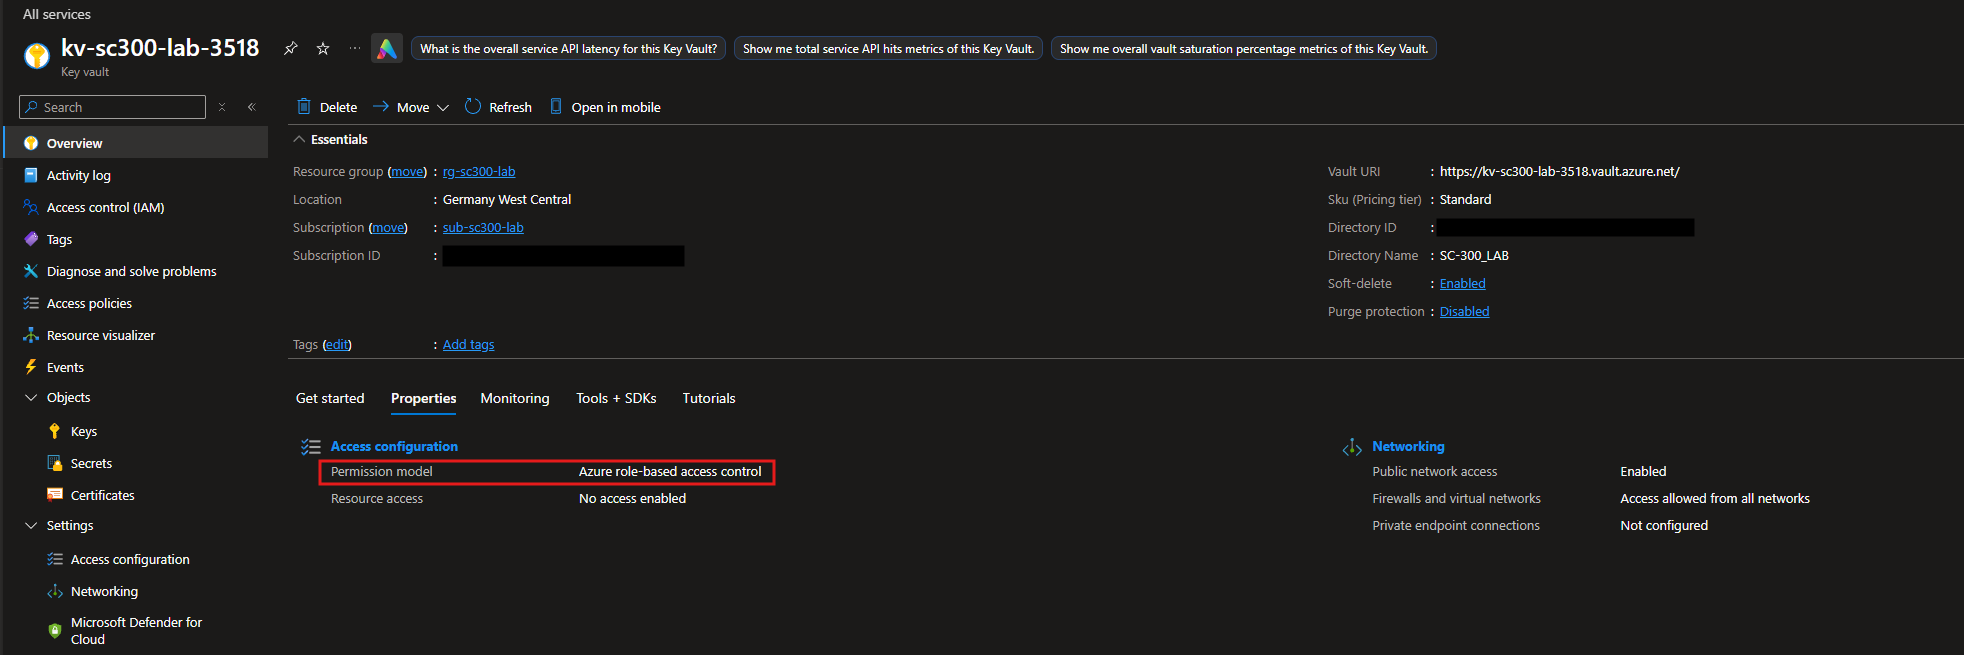 All services
kv-sc300-lab-3518
Key vault
What is the overall service API latency for this Key Vault?
Show me total service API hits metrics of this Key Vault.
Show me overall vault saturation percentage metrics of this Key Vault.
Search
Delete
Move
Refresh
Open in mobile
Overview
Activity log
Access control (IAM)
Tags
Diagnose and solve problems
Access policies
Resource visualizer
Events
Objects
Keys
Secrets
Certificates
Settings
Access configuration
Networking
Microsoft Defender for
Cloud
Essentials
Resource group (move) : rg-sc300-lab
Location : Germany West Central
Subscription (move) : sub-sc300-lab
Subscription ID :
Vault URI : https://kv-sc300-lab-3518.vault.azure.net/
Sku (Pricing tier) : Standard
Directory ID :
Directory Name : SC-300_LAB
Soft-delete : Enabled
Purge protection : Disabled
Tags (edit) : Add tags
Get started
Properties
Monitoring
Tools + SDKs
Tutorials
Access configuration
Permission model Azure role-based access control
Resource access No access enabled
Networking
Public network access Enabled
Firewalls and virtual networks Access allowed from all networks
Private endpoint connections Not configured